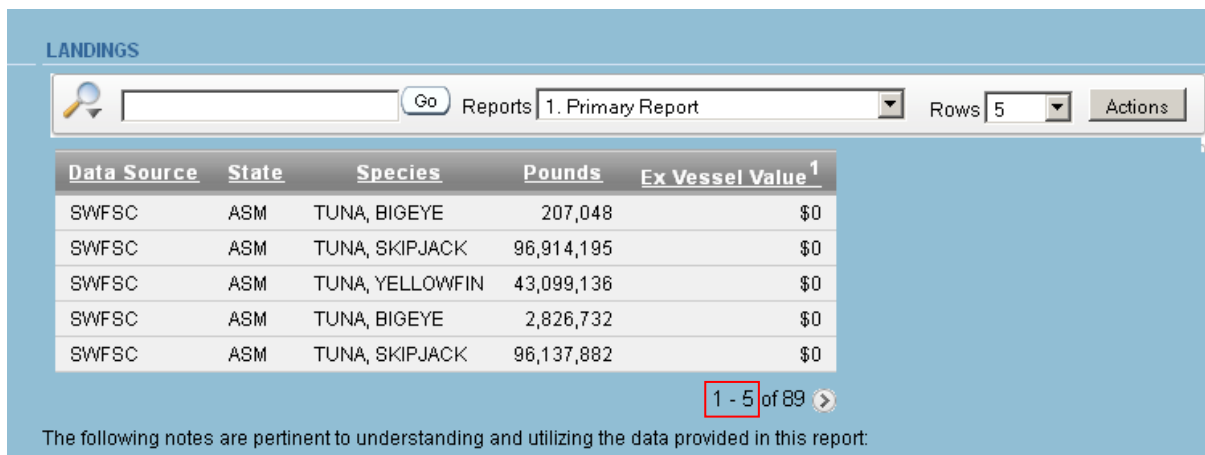 LANDINGS
Go Reports 1. Primary Report Rows 5 Actions
Data Source State Species Pounds Ex Vessel Value1
SWFSC ASM TUNA, BIGEYE 207,048 $0
SWFSC ASM TUNA, SKIPJACK 96,914,195 $0
SWFSC ASM TUNA, YELLOWFIN 43,099,136 $0
SWFSC ASM TUNA, BIGEYE 2,826,732 $0
SWFSC ASM TUNA, SKIPJACK 96,137,882 $0
1 - 5 of 89
The following notes are pertinent to understanding and utilizing the data provided in this report: